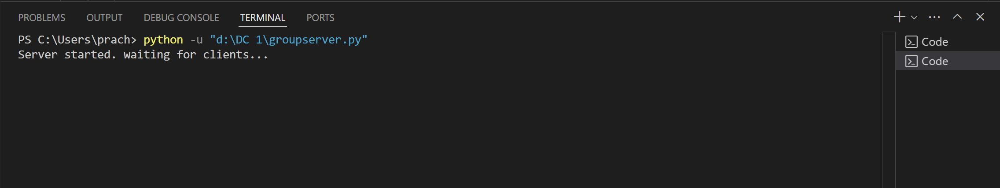 PROBLEMS OUTPUT DEBUG CONSOLE TERMINAL PORTS
PS C:\Users\prach> python -u "d:\DC 1\groupserver.py"
Server started. waiting for clients...
Code
Code